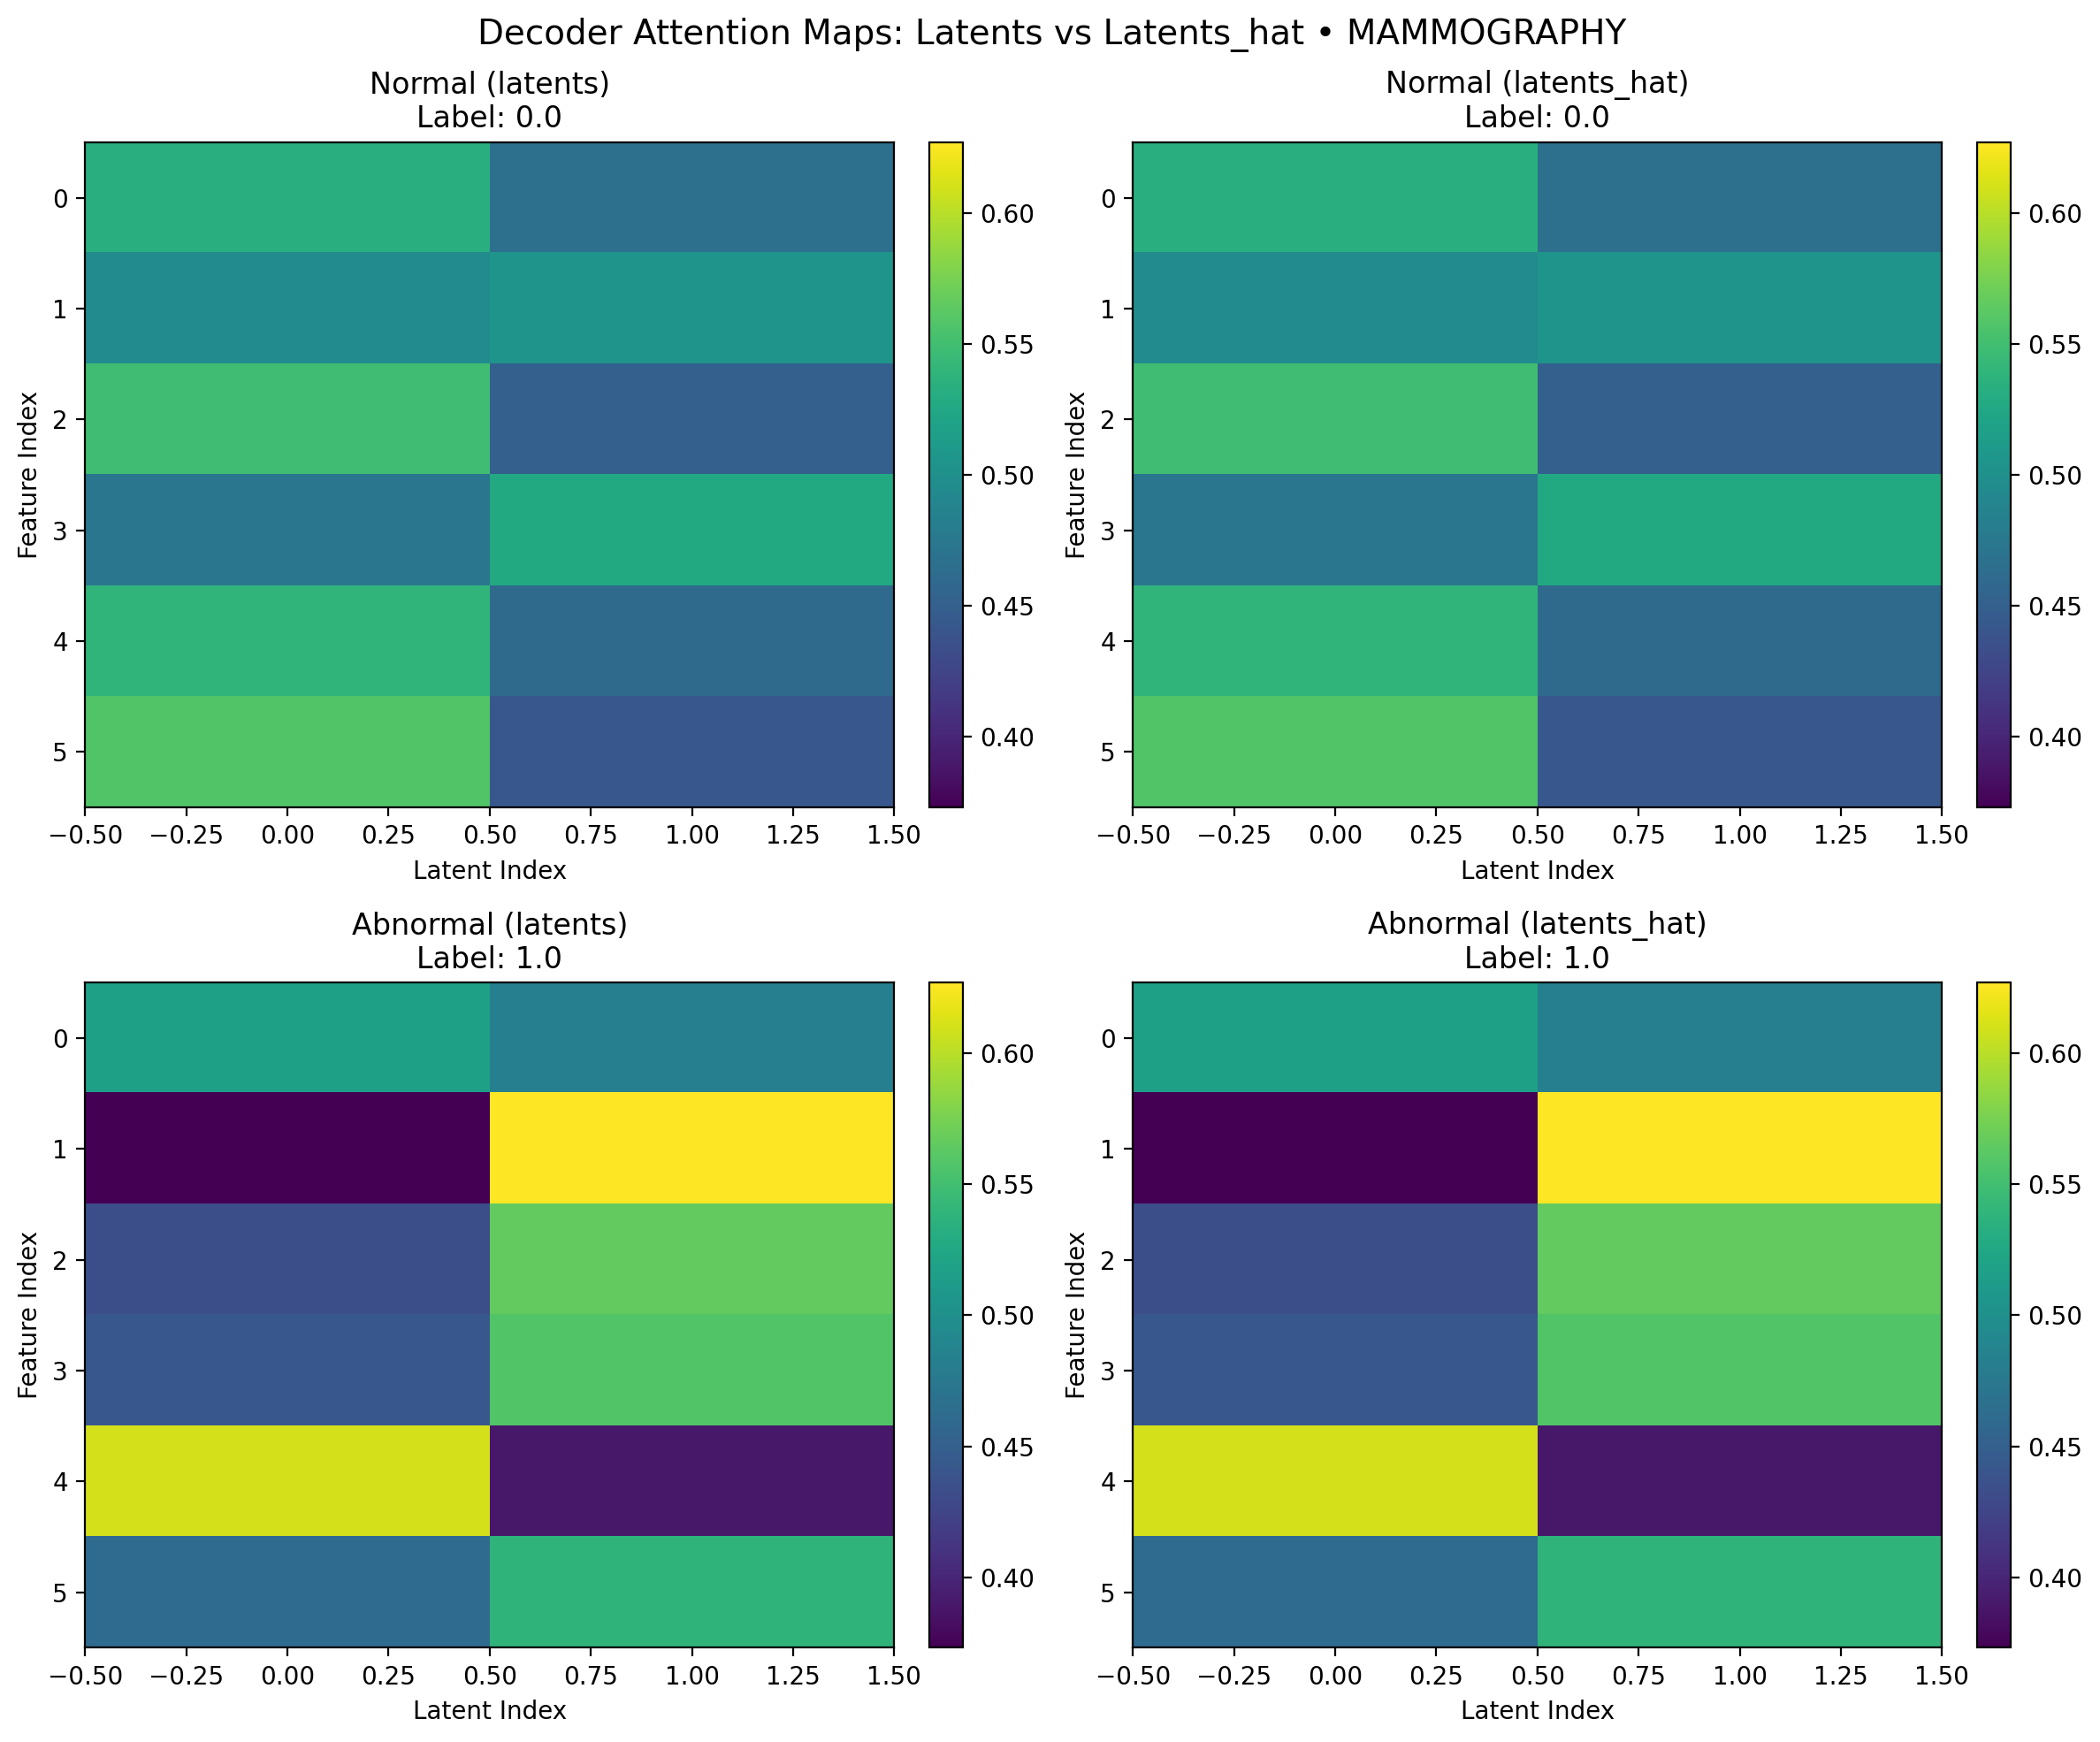 Decoder Attention Maps: Latents vs Latents_hat • MAMMOGRAPHY
Normal (latents)
Label: 0.0
0
1
2
3
4
5
Feature Index
−0.50 −0.25 0.00 0.25 0.50 0.75 1.00 1.25 1.50
Latent Index
0.60
0.55
0.50
0.45
0.40
Normal (latents_hat)
Label: 0.0
0
1
2
3
4
5
Feature Index
−0.50 −0.25 0.00 0.25 0.50 0.75 1.00 1.25 1.50
Latent Index
0.60
0.55
0.50
0.45
0.40
Abnormal (latents)
Label: 1.0
0
1
2
3
4
5
Feature Index
−0.50 −0.25 0.00 0.25 0.50 0.75 1.00 1.25 1.50
Latent Index
0.60
0.55
0.50
0.45
0.40
Abnormal (latents_hat)
Label: 1.0
0
1
2
3
4
5
Feature Index
−0.50 −0.25 0.00 0.25 0.50 0.75 1.00 1.25 1.50
Latent Index
0.60
0.55
0.50
0.45
0.40